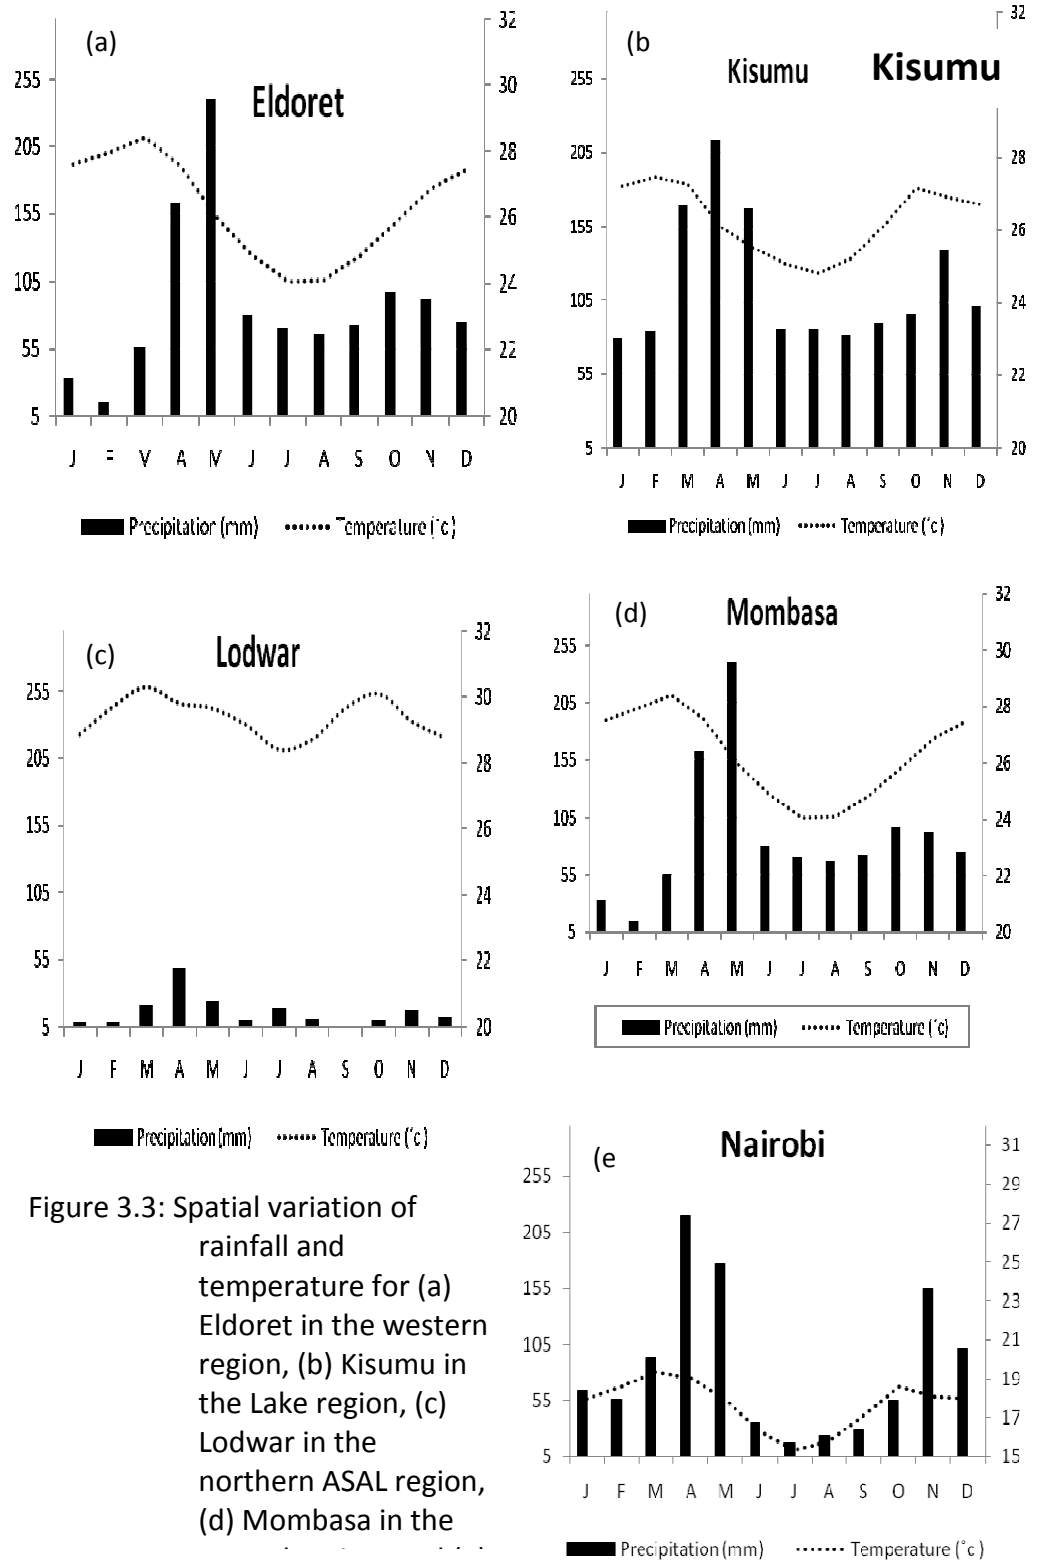 (a)
Eldoret
32
30
28
26
24
22
20
255
205
155
105
55
5
J F M A M J J A S O N D
Precipitation (mm) Temperature (˚c)
(b
Kisumu Kisumu
32
28
26
24
22
20
255
205
155
105
55
5
J F M A M J J A S O N D
Precipitation (mm) Temperature (˚c)
(c)
Lodwar
32
30
28
26
24
22
20
255
205
155
105
55
5
J F M A M J J A S O N D
Precipitation (mm) Temperature (˚c)
(d)
Mombasa
32
30
28
26
24
22
20
255
205
155
105
55
5
J F M A M J J A S O N D
Precipitation (mm) Temperature (˚c)
(e
Nairobi
31
29
27
25
23
21
19
17
15
255
205
155
105
55
5
J F M A M J J A S O N D
Precipitation (mm) Temperature (˚c)
Figure 3.3: Spatial variation of
rainfall and
temperature for (a)
Eldoret in the western
region, (b) Kisumu in
the Lake region, (c)
Lodwar in the
northern ASAL region,
(d) Mombasa in the